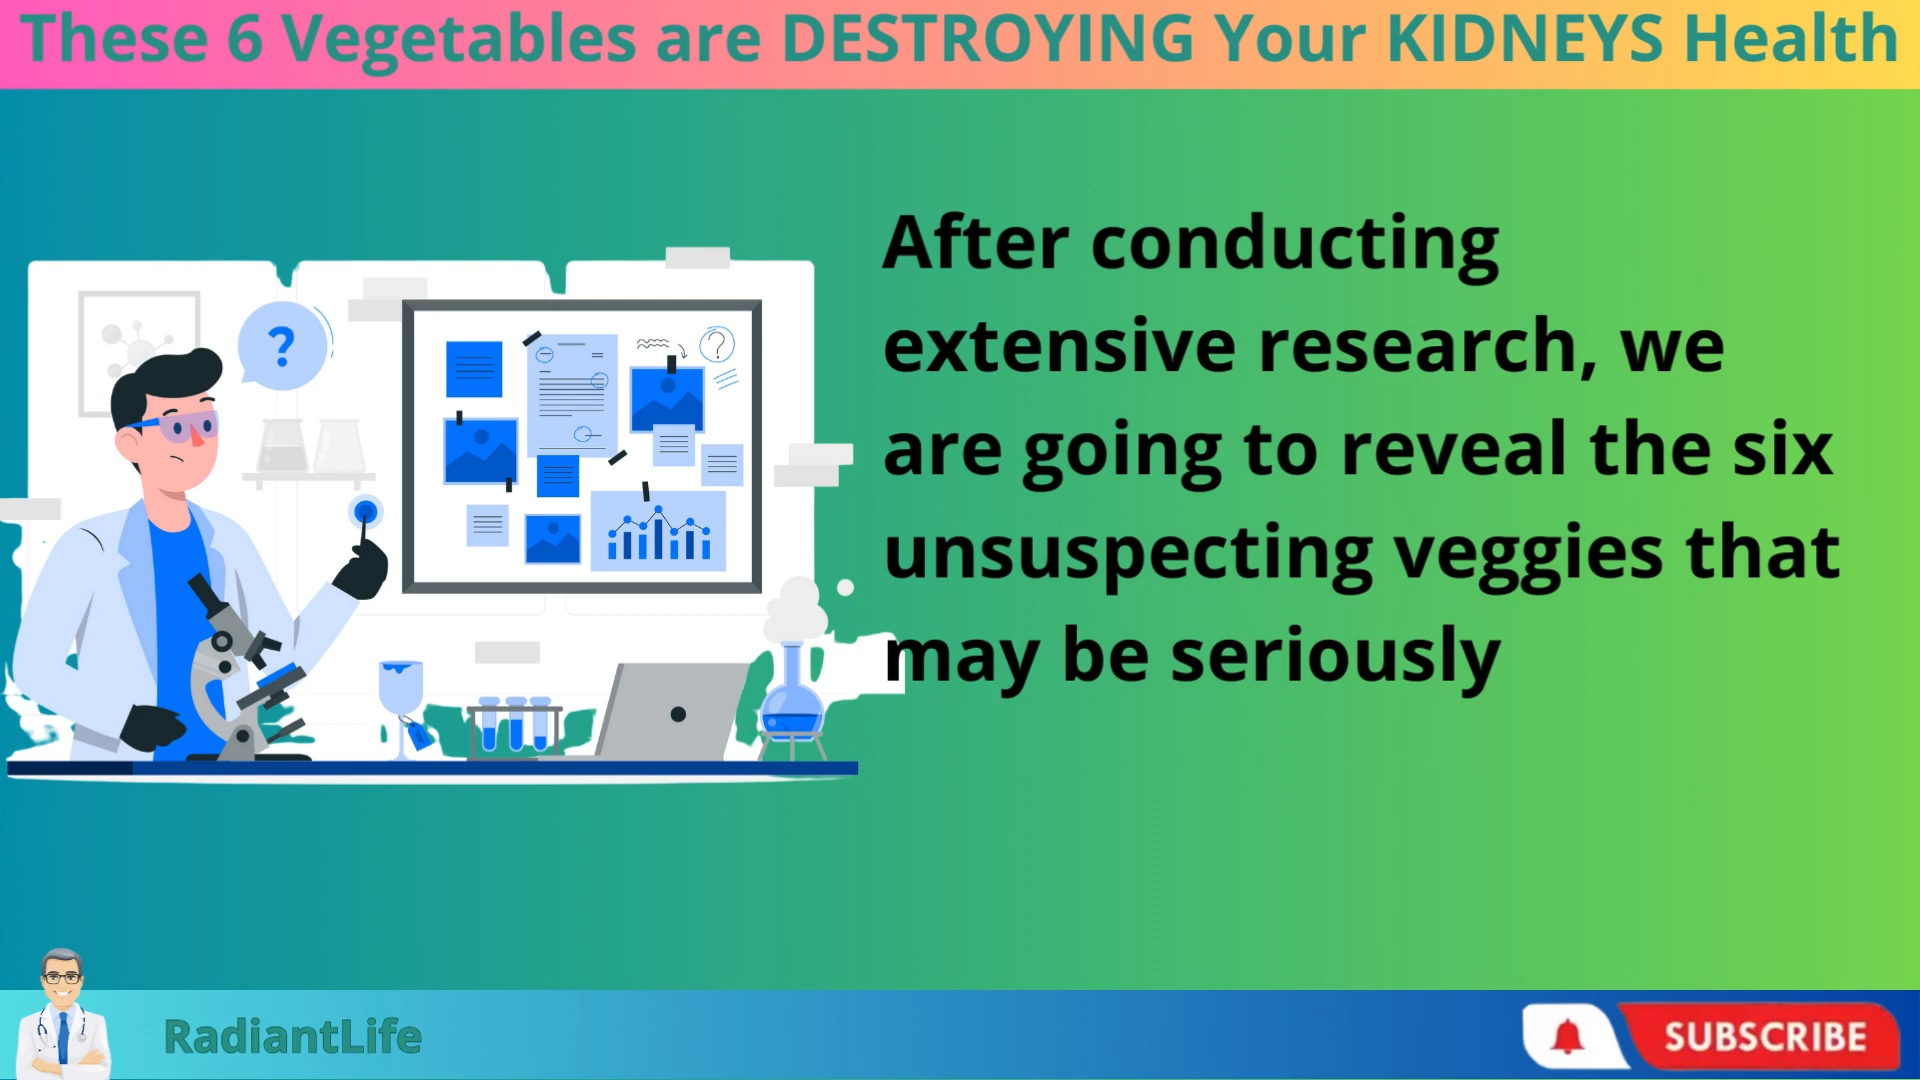 These 6 Vegetables are DESTROYING Your KIDNEYS Health
?
?
After conducting
extensive research, we
are going to reveal the six
unsuspecting veggies that
may be seriously
RadiantLife
SUBSCRIBE